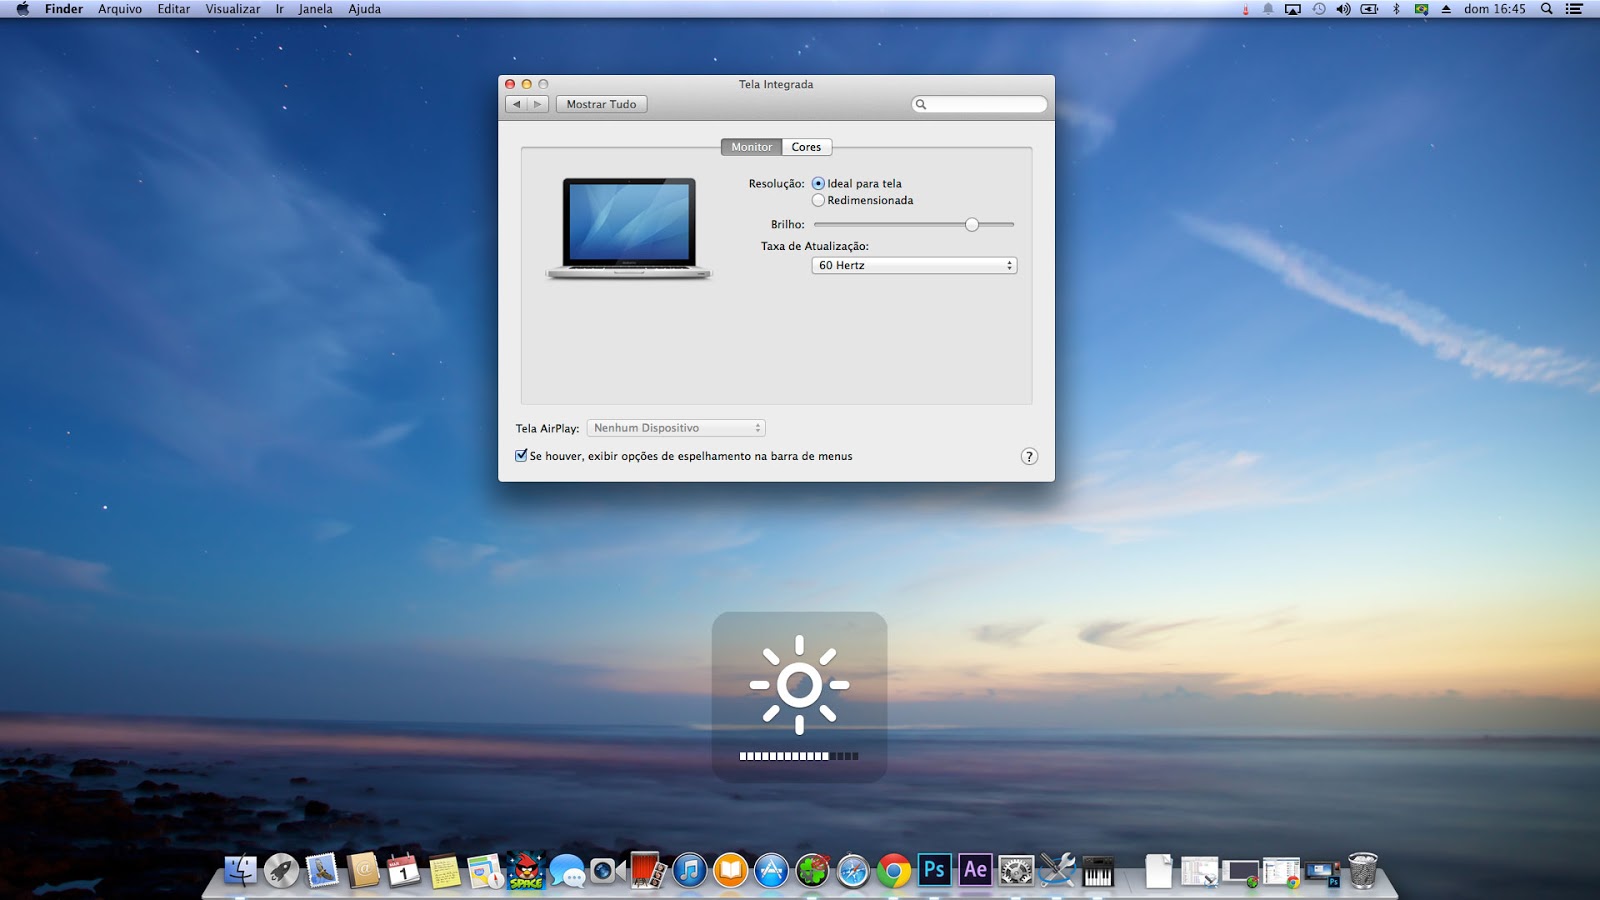 Finder Arquivo Editar Visualizar Ir Janela Ajuda dom 16:45
Tela Integrada
Mostrar Tudo
Monitor Cores
Resolução: Ideal para tela
Redimensionada
Brilho:
Taxa de Atualização:
60 Hertz
Tela AirPlay: Nenhum Dispositivo
Se houver, exibir opções de espelhamento na barra de menus ?
1 SPACE Ps Ae